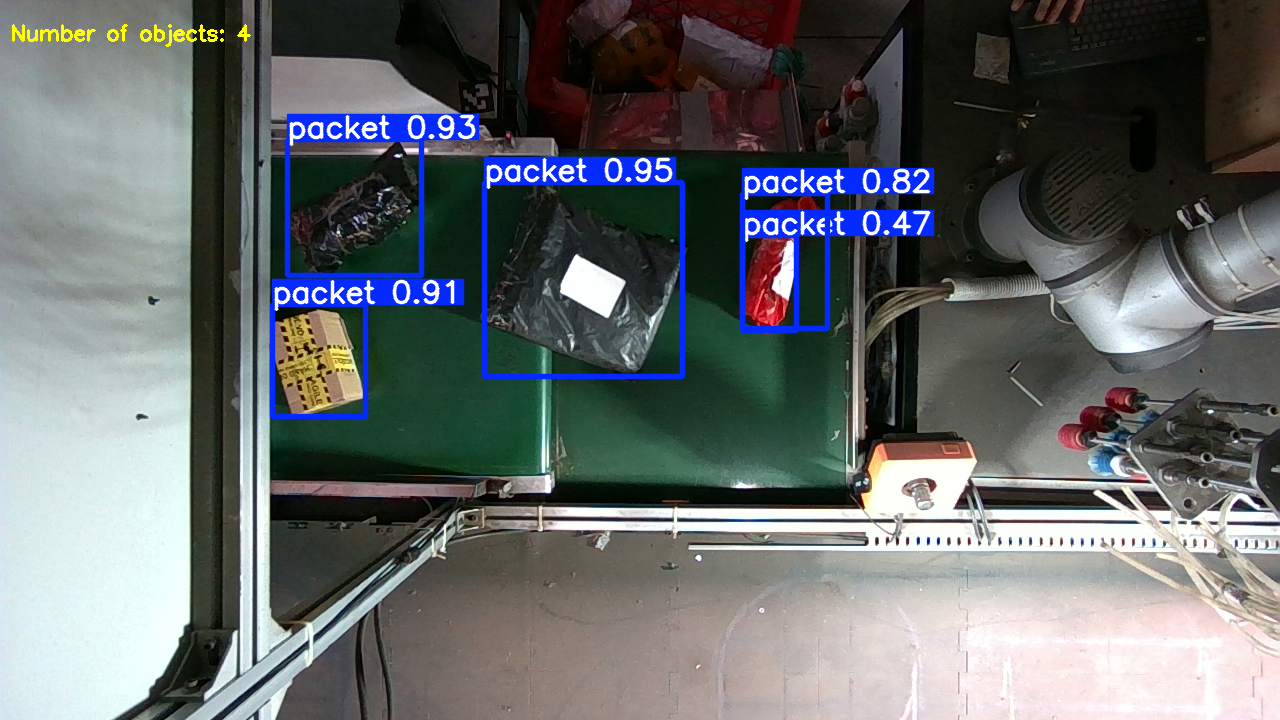 Number of objects: 4
packet 0.93
packet 0.95
packet 0.82
packet 0.47
packet 0.91